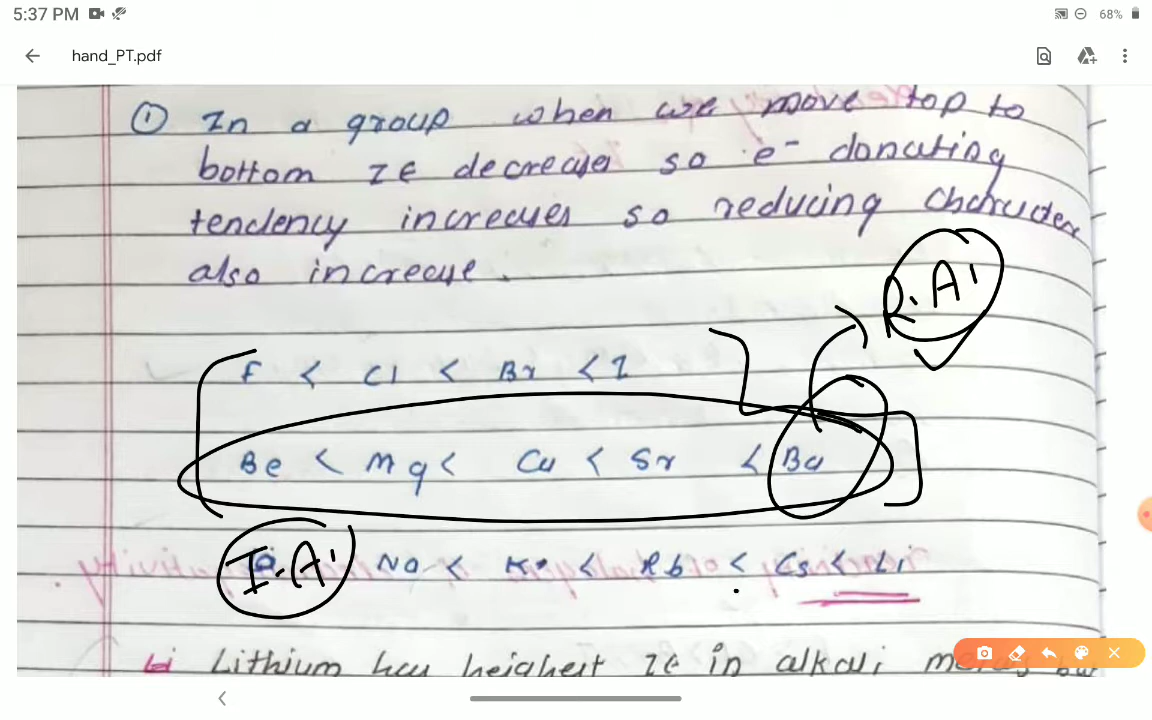 5:37 PM
68%
hand_PT.pdf
① In a group when we move top to
bottom IE decreases so e⁻ donating
tendency increases so reducing character
also increase.
R.A'
F < Cl < Br < I
Be < Mg < Ca < Sr < Ba
I.A' Na < K < Rb < Cs < Li
Lithium has heighest IE in alkali